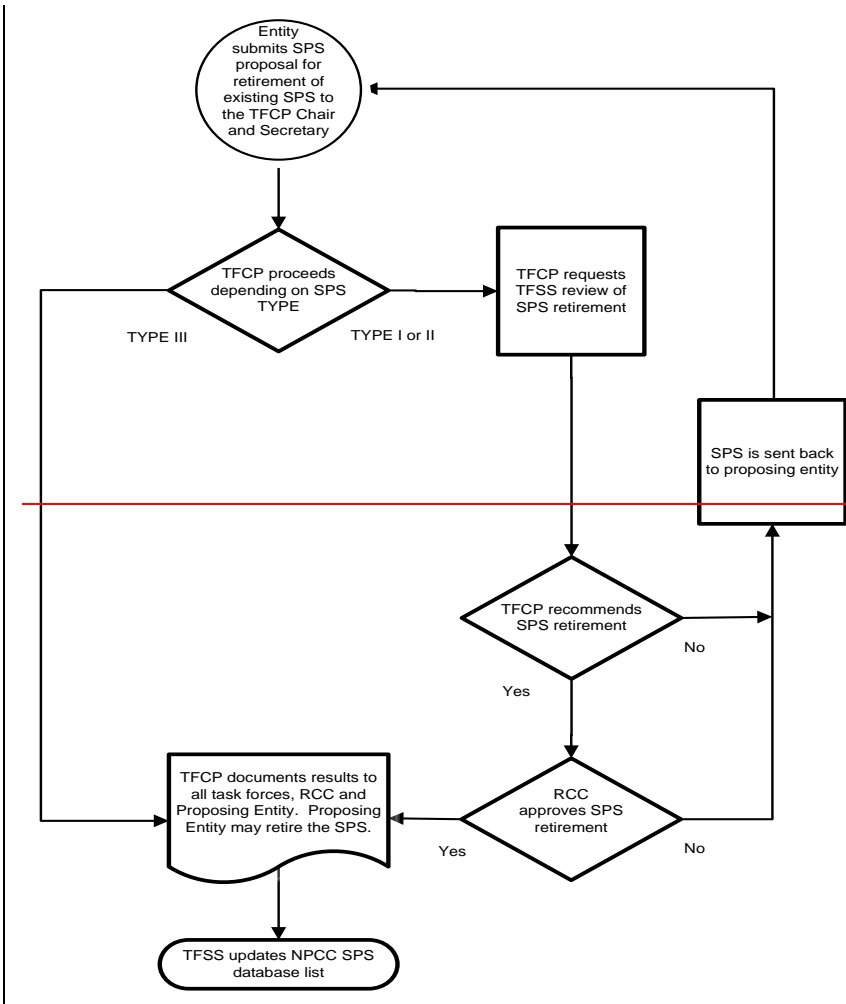 Entity
submits SPS
proposal for
retirement of
existing SPS to
the TFCP Chair
and Secretary
TFCP proceeds
depending on SPS
TYPE
TFCP requests
TFSS review of
SPS retirement
TYPE III
TYPE I or II
SPS is sent back
to proposing entity
TFCP recommends
SPS retirement
No
Yes
TFCP documents results to
all task forces, RCC and
Proposing Entity.  Proposing
Entity may retire the SPS.
RCC
approves SPS
retirement
Yes
No
TFSS updates NPCC SPS
database list